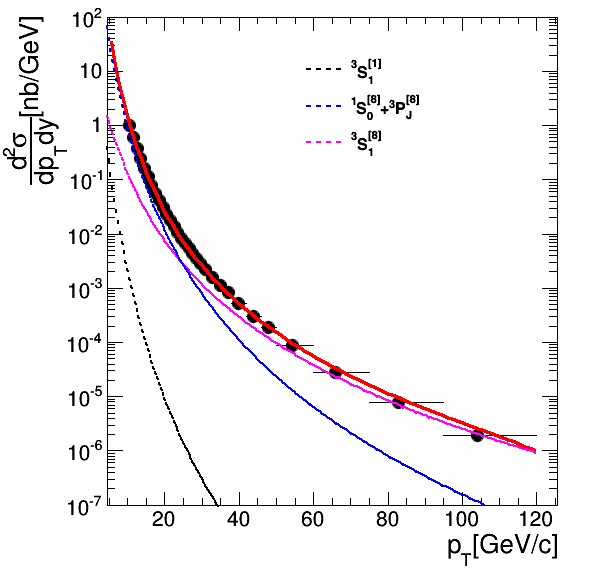 d²σ/dp_T dy [nb/GeV]
10²
10
1
10⁻¹
10⁻²
10⁻³
10⁻⁴
10⁻⁵
10⁻⁶
10⁻⁷
³S₁^[1]
¹S₀^[8]+³P_J^[8]
³S₁^[8]
20 40 60 80 100 120
p_T[GeV/c]